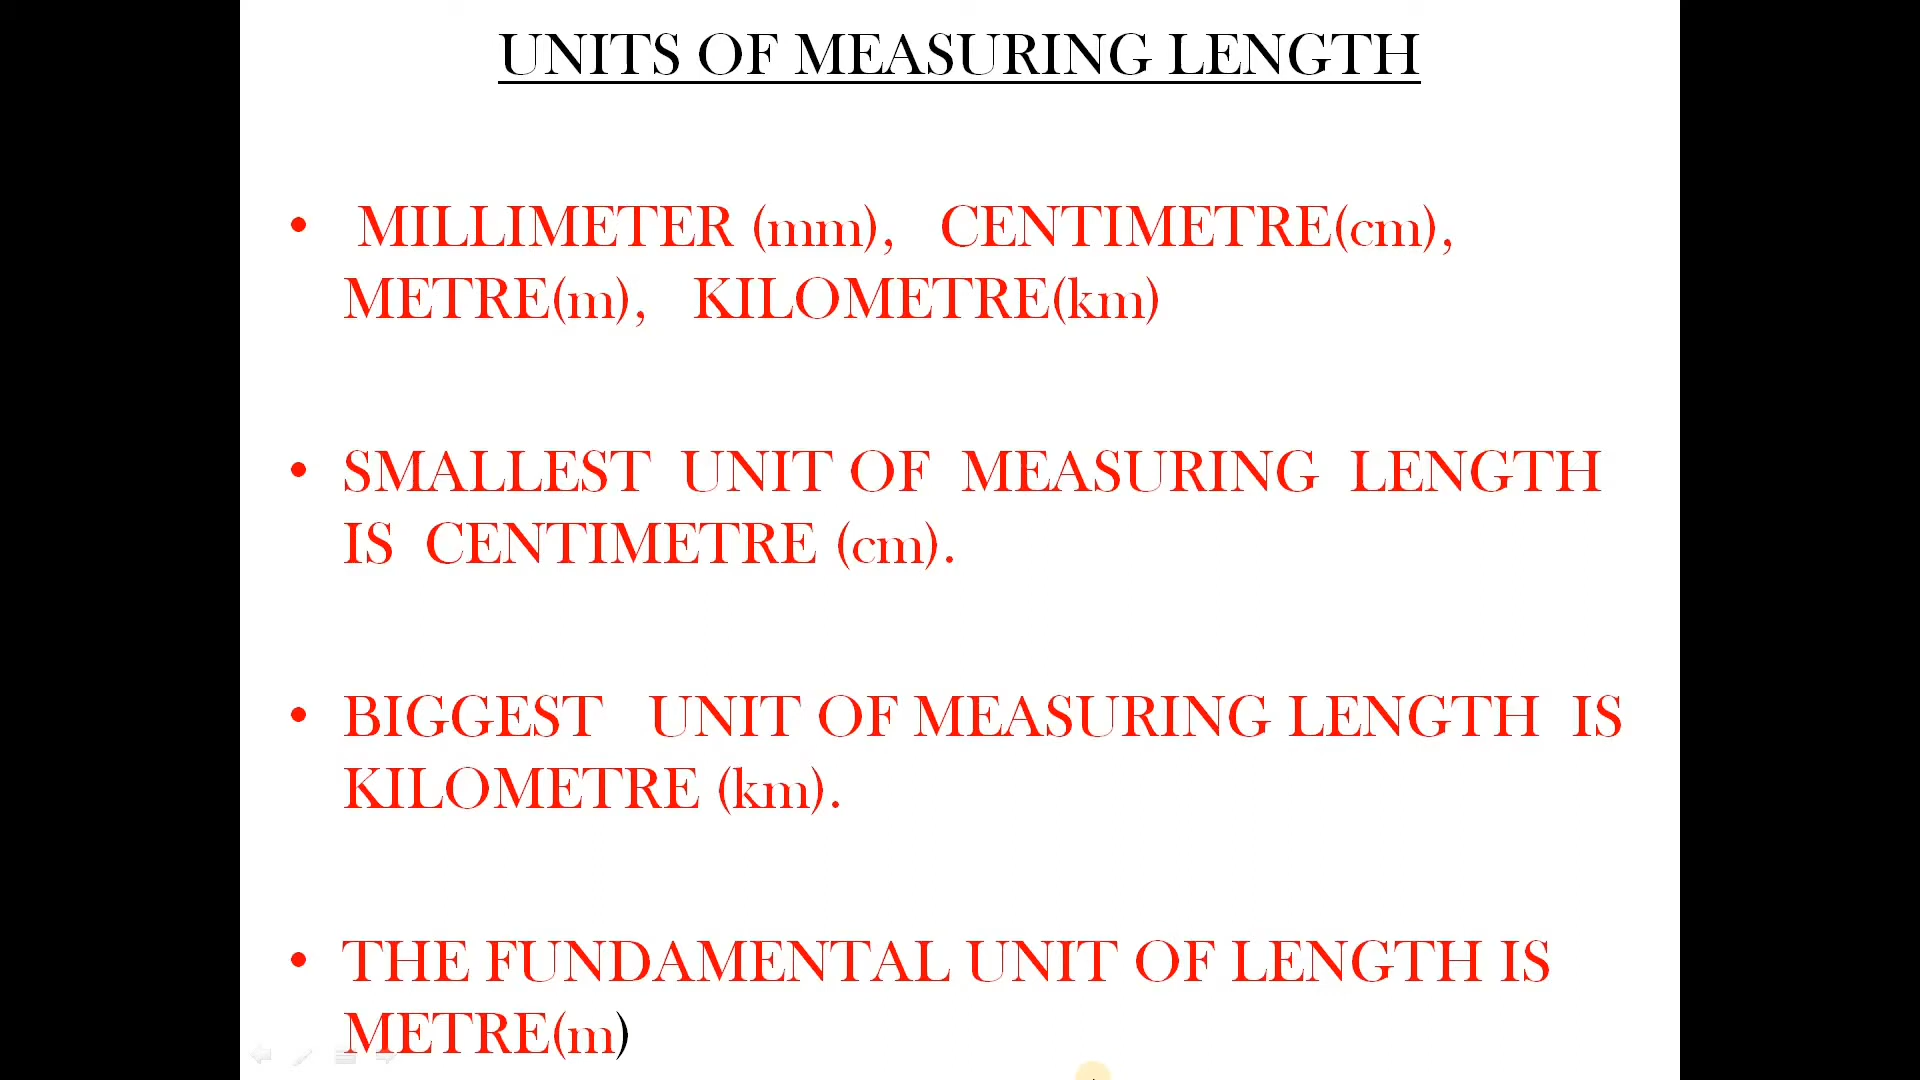 UNITS OF MEASURING LENGTH
• MILLIMETER (mm), CENTIMETRE(cm),
METRE(m), KILOMETRE(km)
• SMALLEST UNIT OF MEASURING LENGTH
IS CENTIMETRE (cm).
• BIGGEST UNIT OF MEASURING LENGTH IS
KILOMETRE (km).
• THE FUNDAMENTAL UNIT OF LENGTH IS
METRE(m)